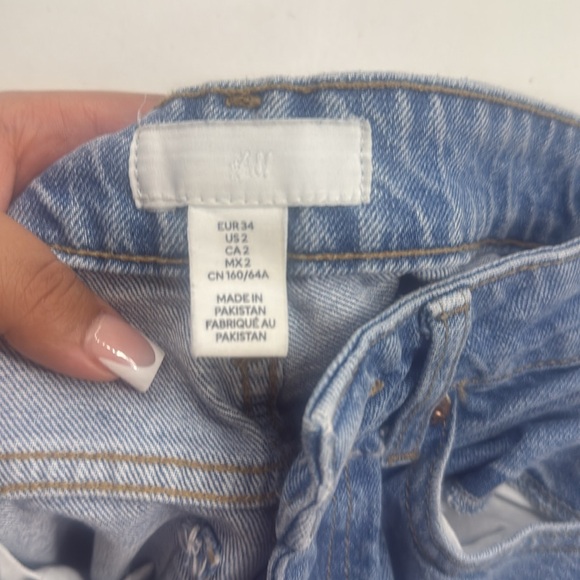 H&M
EUR 34
US 2
CA 2
MX 2
CN 160/64A
MADE IN
PAKISTAN
FABRIQUÉ AU
PAKISTAN